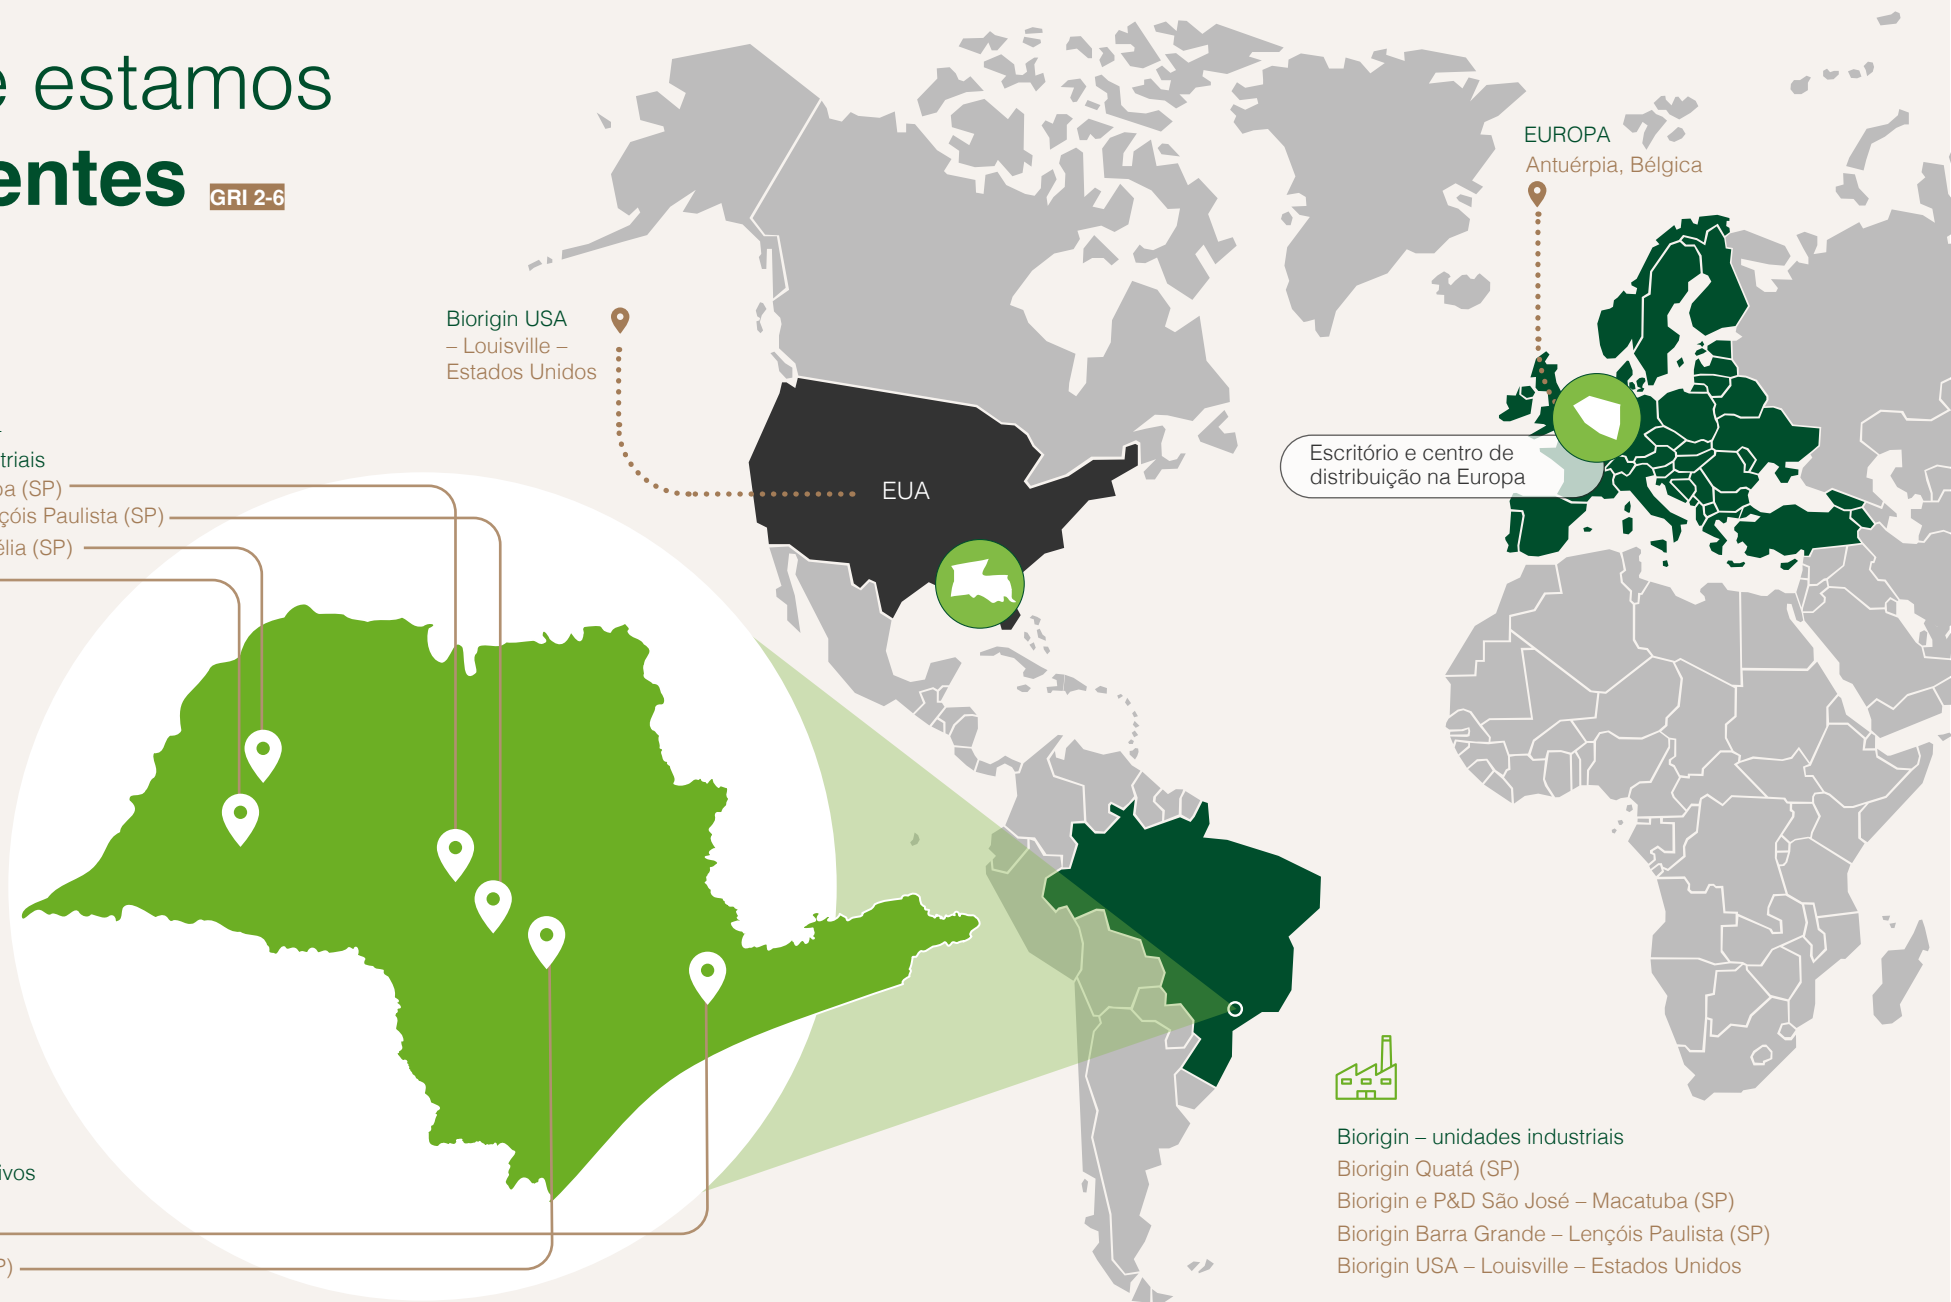 e estamos
entes GRI 2-6
EUROPA
Antuérpia, Bélgica
Biorigin USA
– Louisville –
Estados Unidos
triais
pa (SP)
çóis Paulista (SP)
élia (SP)
EUA
Escritório e centro de
distribuição na Europa
ivos
P)
Biorigin – unidades industriais
Biorigin Quatá (SP)
Biorigin e P&D São José – Macatuba (SP)
Biorigin Barra Grande – Lençóis Paulista (SP)
Biorigin USA – Louisville – Estados Unidos